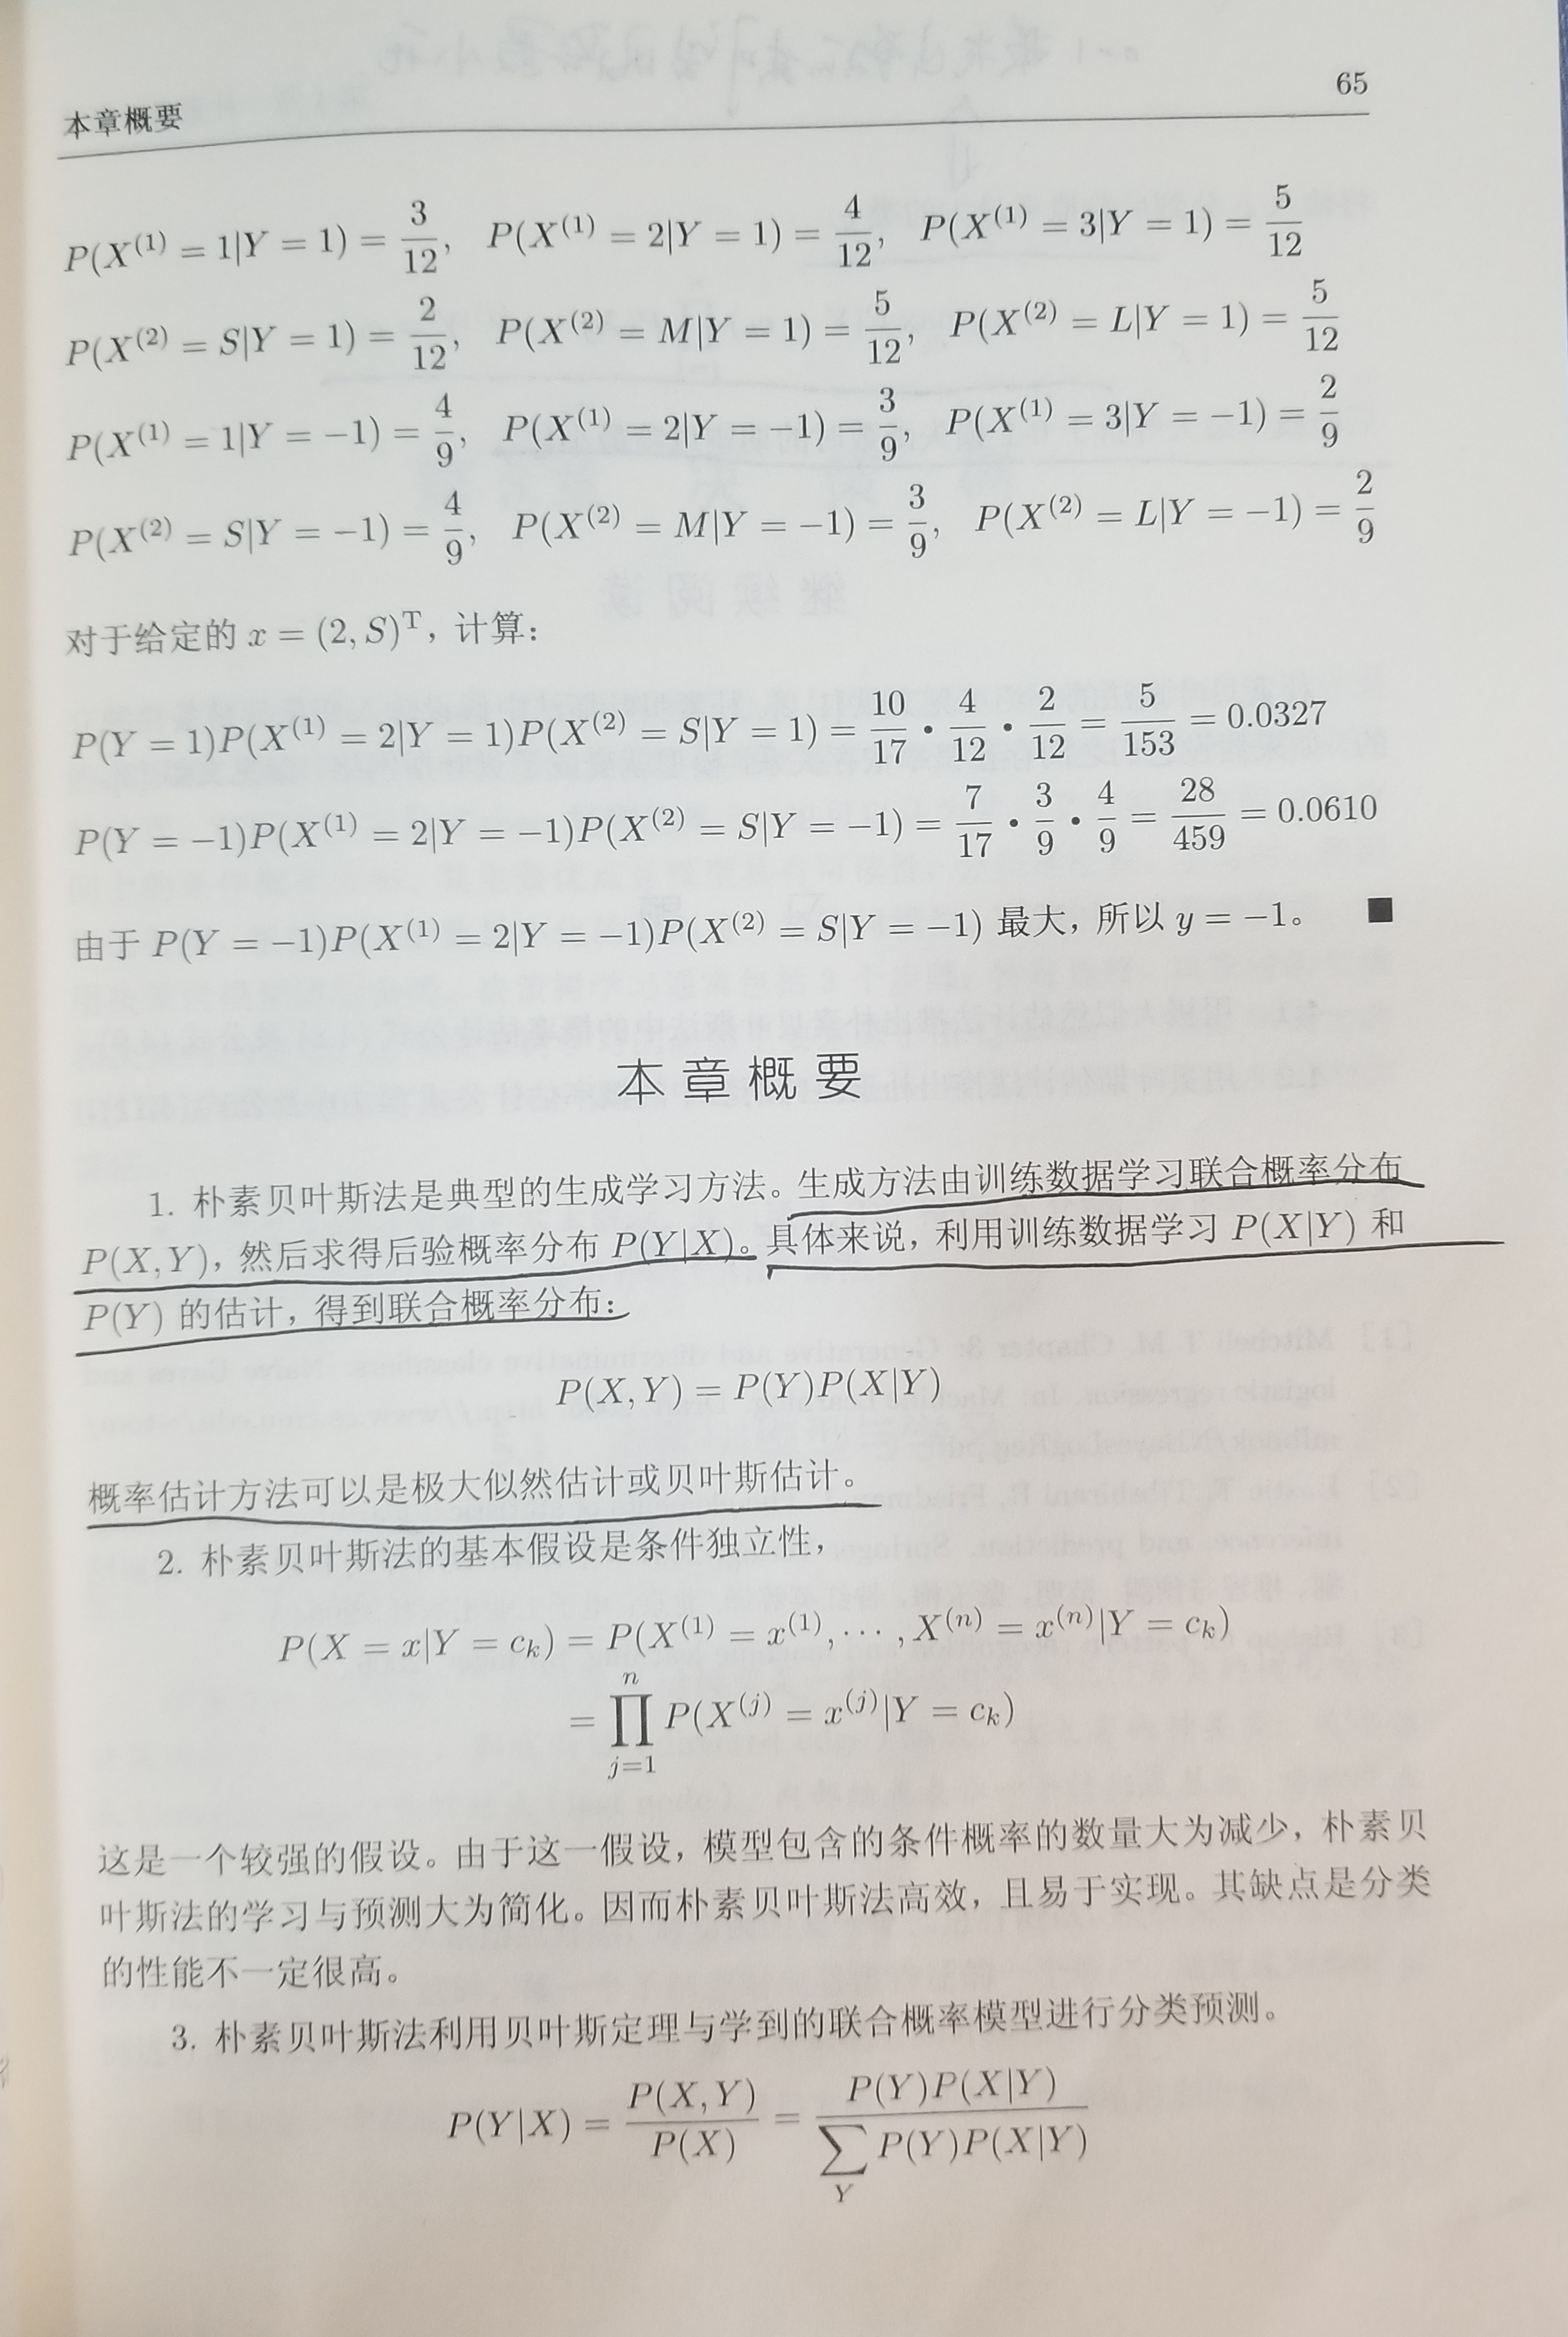 本章概要 65
P(X^{(1)} = 1|Y = 1) = \frac{3}{12}, P(X^{(1)} = 2|Y = 1) = \frac{4}{12}, P(X^{(1)} = 3|Y = 1) = \frac{5}{12}
P(X^{(2)} = S|Y = 1) = \frac{2}{12}, P(X^{(2)} = M|Y = 1) = \frac{5}{12}, P(X^{(2)} = L|Y = 1) = \frac{5}{12}
P(X^{(1)} = 1|Y = −1) = \frac{4}{9}, P(X^{(1)} = 2|Y = −1) = \frac{3}{9}, P(X^{(1)} = 3|Y = −1) = \frac{2}{9}
P(X^{(2)} = S|Y = −1) = \frac{4}{9}, P(X^{(2)} = M|Y = −1) = \frac{3}{9}, P(X^{(2)} = L|Y = −1) = \frac{2}{9}
对于给定的 x = (2, S)^T，计算：
P(Y = 1)P(X^{(1)} = 2|Y = 1)P(X^{(2)} = S|Y = 1) = \frac{10}{17} • \frac{4}{12} • \frac{2}{12} = \frac{5}{153} = 0.0327
P(Y = −1)P(X^{(1)} = 2|Y = −1)P(X^{(2)} = S|Y = −1) = \frac{7}{17} • \frac{3}{9} • \frac{4}{9} = \frac{28}{459} = 0.0610
由于 P(Y = −1)P(X^{(1)} = 2|Y = −1)P(X^{(2)} = S|Y = −1) 最大，所以 y = −1。 ■
本章概要
1. 朴素贝叶斯法是典型的生成学习方法。生成方法由训练数据学习联合概率分布
P(X, Y)，然后求得后验概率分布 P(Y|X)。具体来说，利用训练数据学习 P(X|Y) 和
P(Y) 的估计，得到联合概率分布：
P(X, Y) = P(Y)P(X|Y)
概率估计方法可以是极大似然估计或贝叶斯估计。
2. 朴素贝叶斯法的基本假设是条件独立性，
P(X = x|Y = c_k) = P(X^{(1)} = x^{(1)}, ⋯ , X^{(n)} = x^{(n)}|Y = c_k)
= \prod_{j=1}^{n} P(X^{(j)} = x^{(j)}|Y = c_k)
这是一个较强的假设。由于这一假设，模型包含的条件概率的数量大为减少，朴素贝
叶斯法的学习与预测大为简化。因而朴素贝叶斯法高效，且易于实现。其缺点是分类
的性能不一定很高。
3. 朴素贝叶斯法利用贝叶斯定理与学到的联合概率模型进行分类预测。
P(Y|X) = \frac{P(X, Y)}{P(X)} = \frac{P(Y)P(X|Y)}{\sum_{Y} P(Y)P(X|Y)}